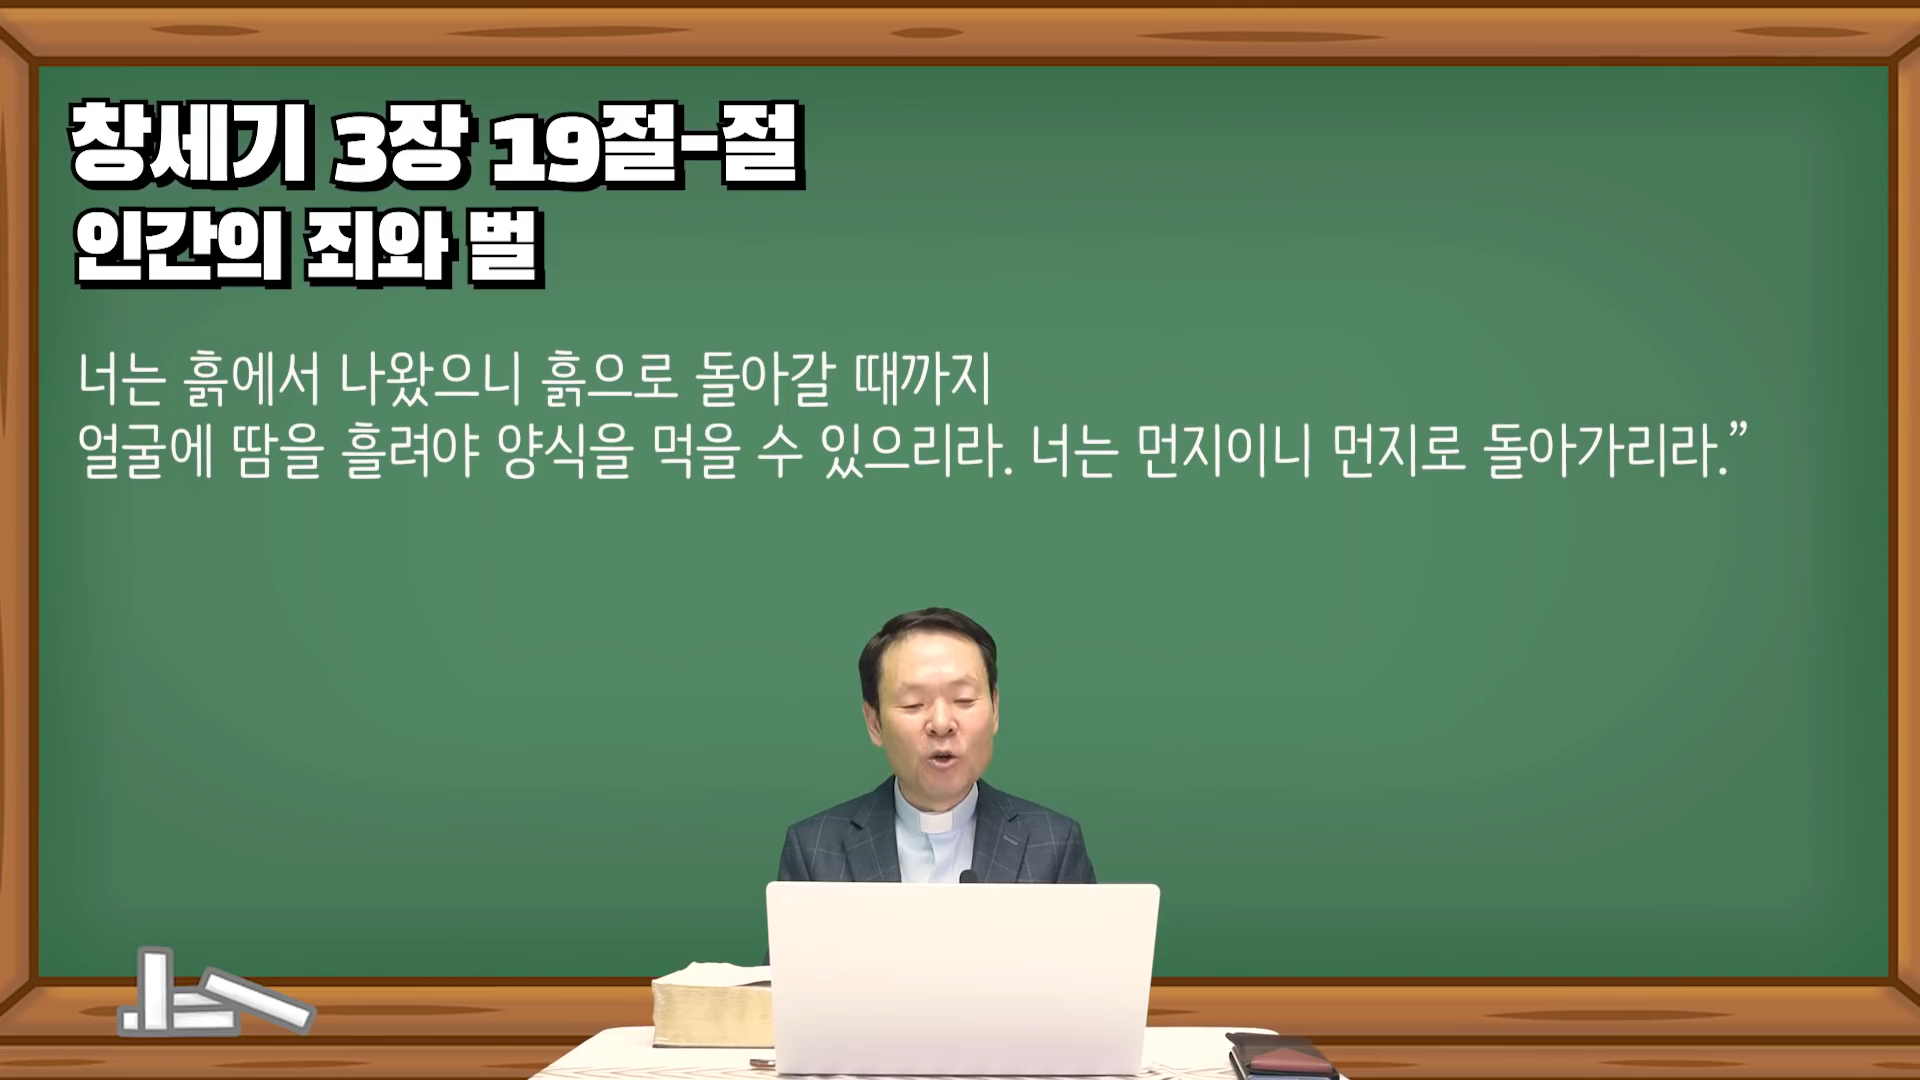 창세기 3장 19절-절
인간의 죄와 벌
너는 흙에서 나왔으니 흙으로 돌아갈 때까지
얼굴에 땀을 흘려야 양식을 먹을 수 있으리라. 너는 먼지이니 먼지로 돌아가리라.”